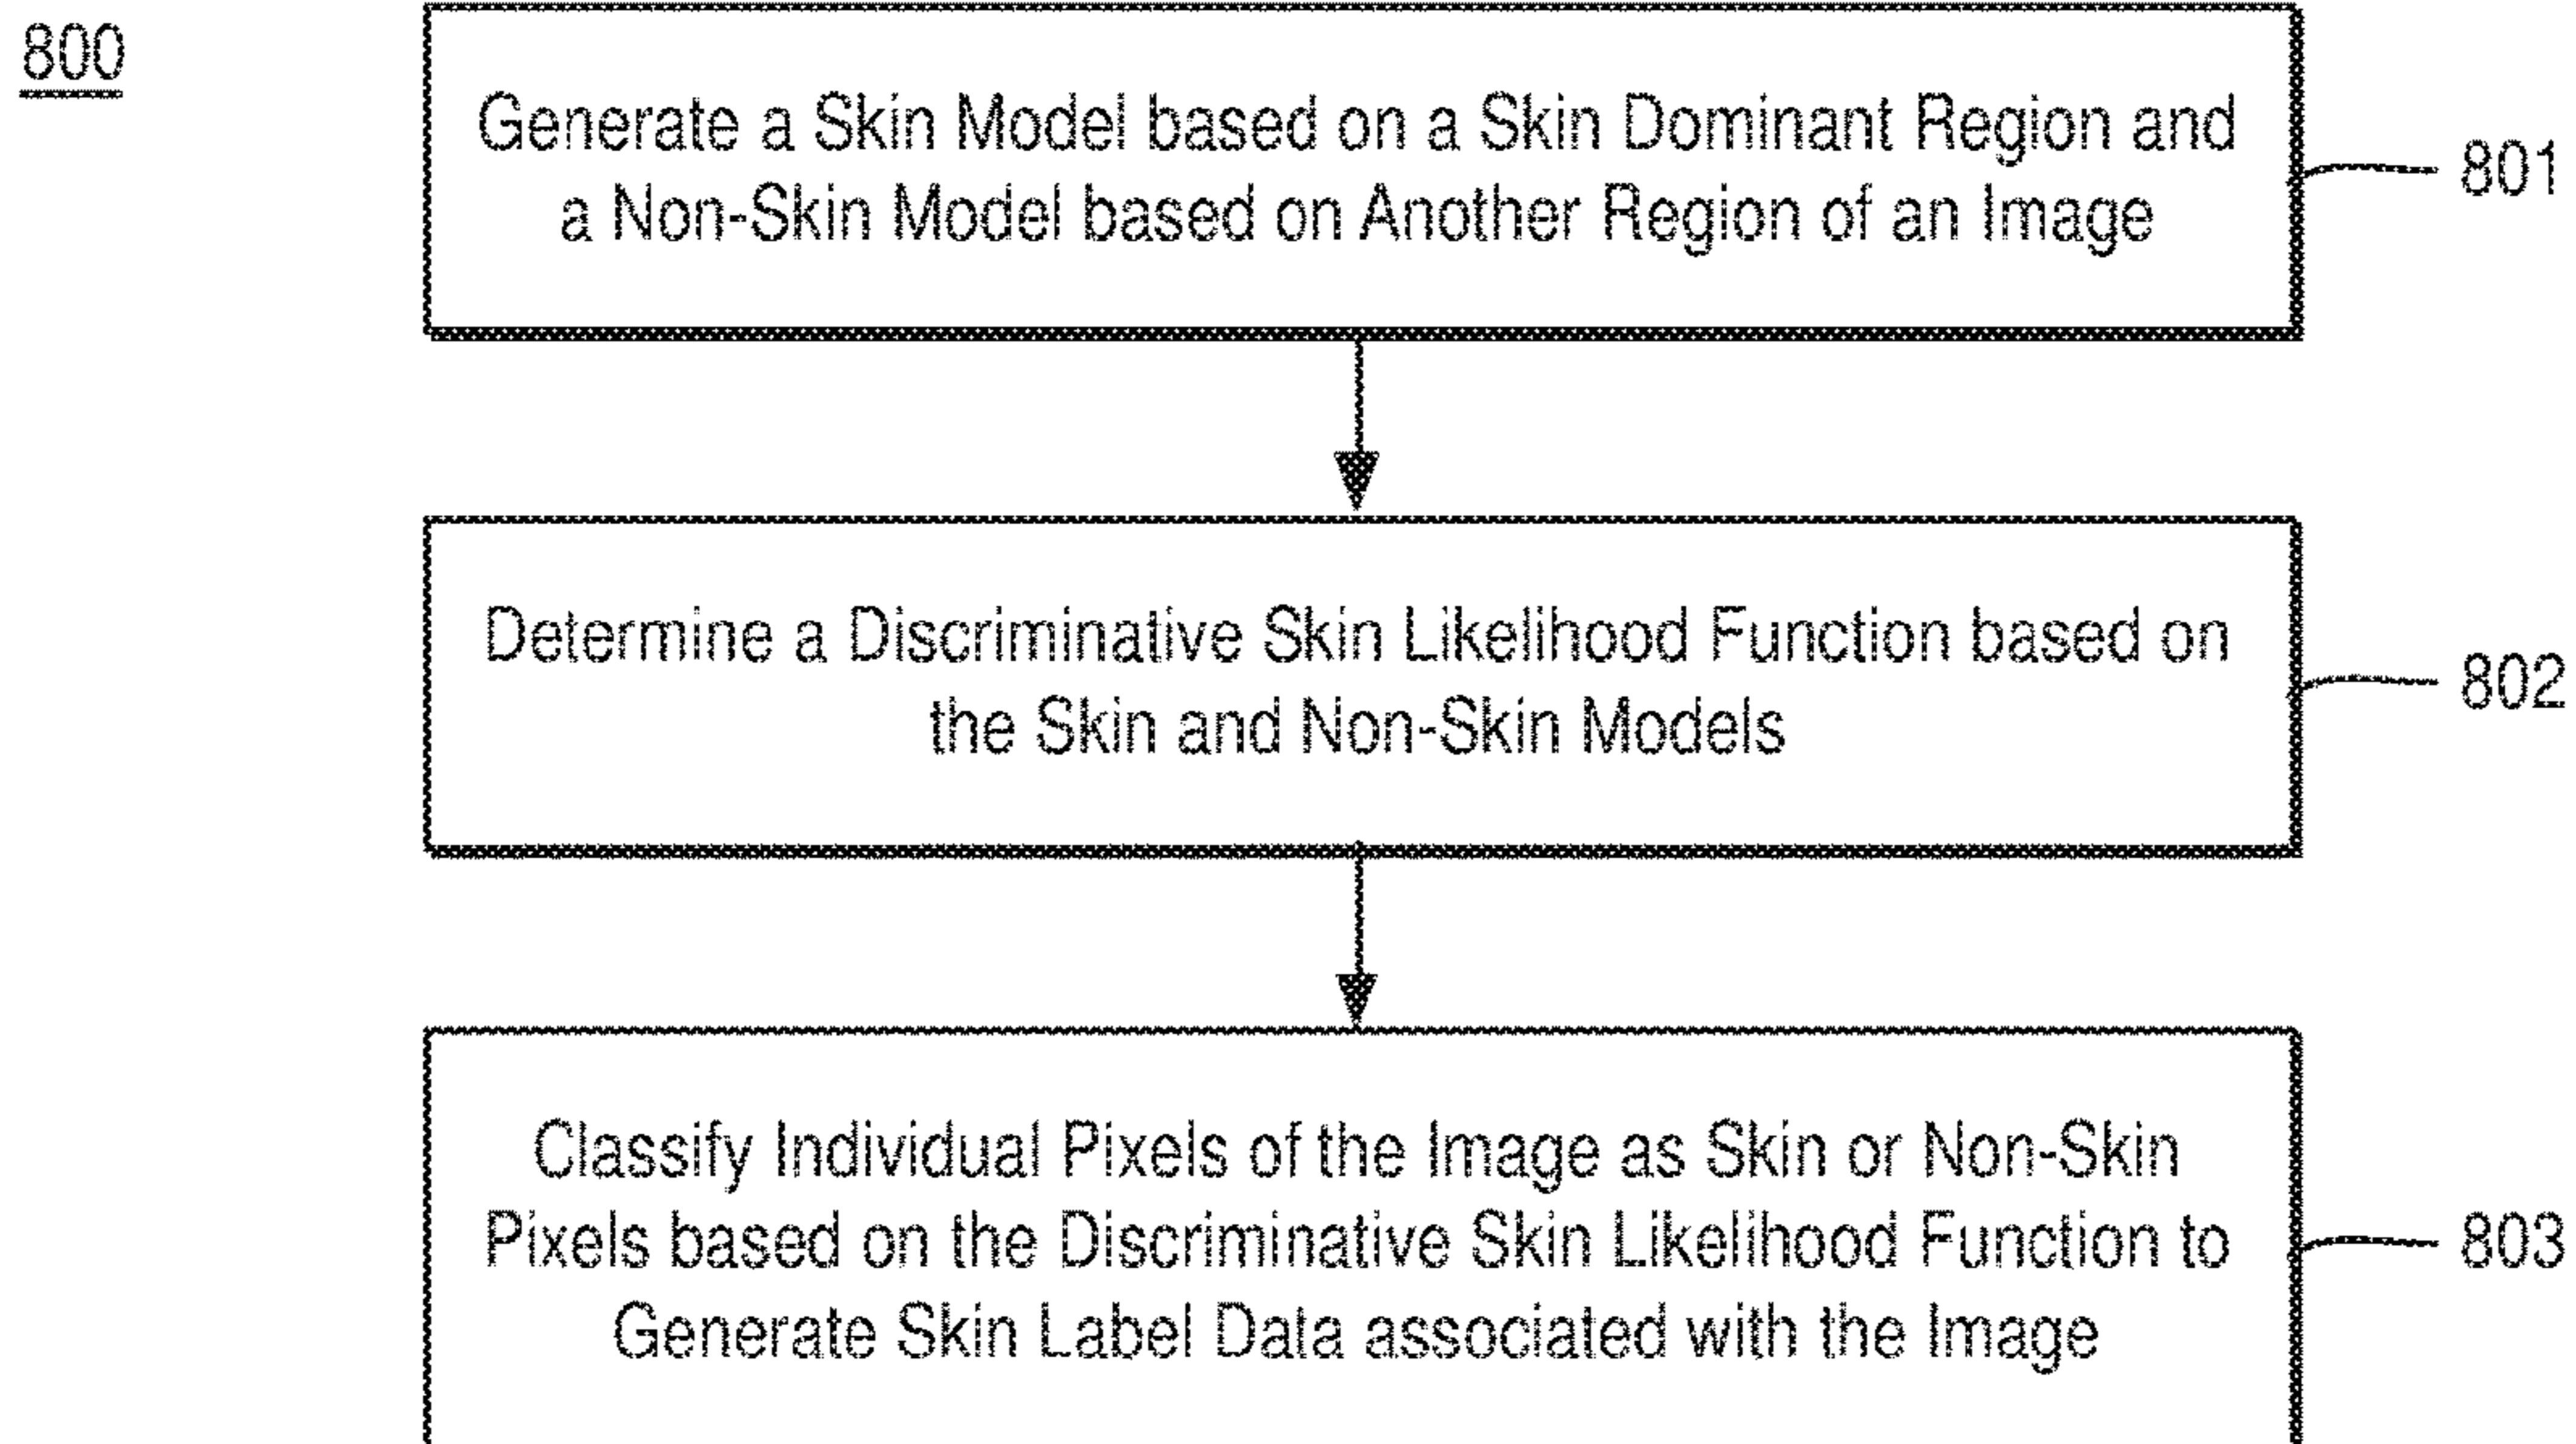 800
Generate a Skin Model based on a Skin Dominant Region and
a Non-Skin Model based on Another Region of an Image
801
Determine a Discriminative Skin Likelihood Function based on
the Skin and Non-Skin Models
802
Classify Individual Pixels of the Image as Skin or Non-Skin
Pixels based on the Discriminative Skin Likelihood Function to
Generate Skin Label Data associated with the Image
803